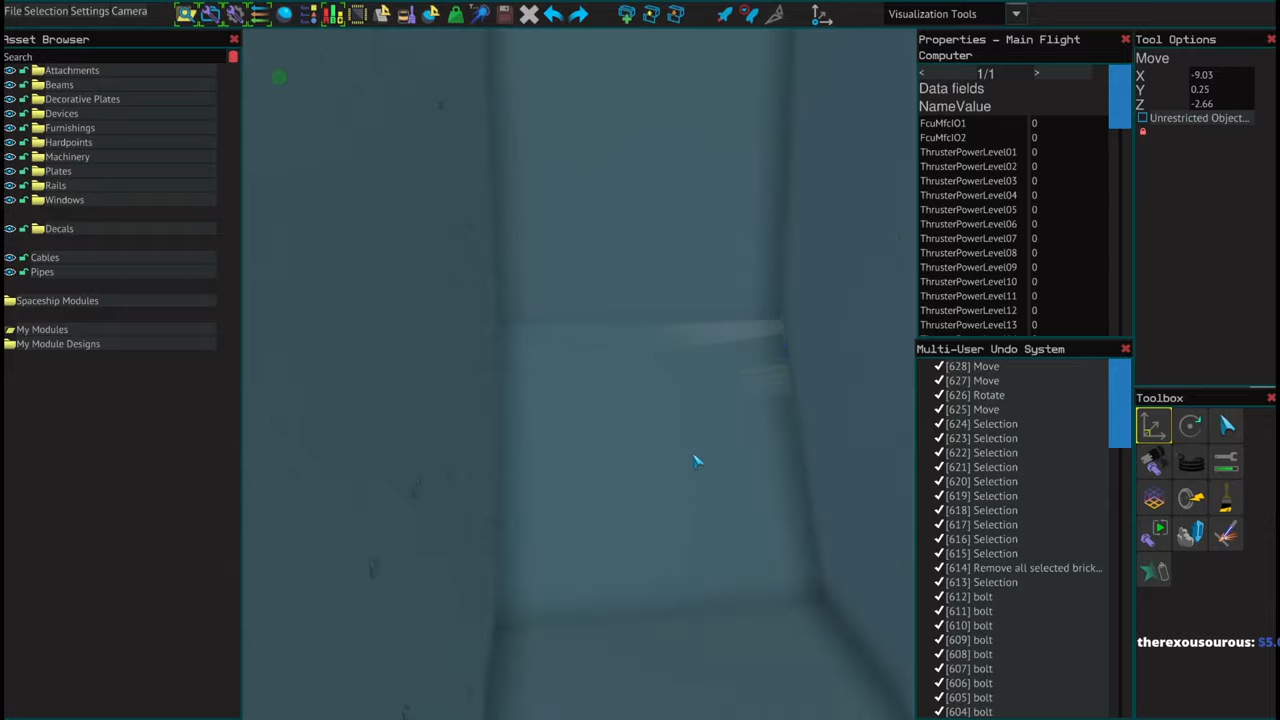 File Selection Settings Camera
Visualization Tools
Asset Browser
Search
Attachments
Beams
Decorative Plates
Devices
Furnishings
Hardpoints
Machinery
Plates
Rails
Windows
Decals
Cables
Pipes
Spaceship Modules
My Modules
My Module Designs
Properties - Main Flight
Computer
< 1/1 >
Data fields
NameValue
FcuMfcIO1 0
FcuMfcIO2 0
ThrusterPowerLevel01 0
ThrusterPowerLevel02 0
ThrusterPowerLevel03 0
ThrusterPowerLevel04 0
ThrusterPowerLevel05 0
ThrusterPowerLevel06 0
ThrusterPowerLevel07 0
ThrusterPowerLevel08 0
ThrusterPowerLevel09 0
ThrusterPowerLevel10 0
ThrusterPowerLevel11 0
ThrusterPowerLevel12 0
ThrusterPowerLevel13 0
Multi-User Undo System
[628] Move
[627] Move
[626] Rotate
[625] Move
[624] Selection
[623] Selection
[622] Selection
[621] Selection
[620] Selection
[619] Selection
[618] Selection
[617] Selection
[616] Selection
[615] Selection
[614] Remove all selected brick...
[613] Selection
[612] bolt
[611] bolt
[610] bolt
[609] bolt
[608] bolt
[607] bolt
[606] bolt
[605] bolt
[604] bolt
Tool Options
Move
X -9.03
Y 0.25
Z -2.66
Unrestricted Object...
Toolbox
therexousourous: $5.0